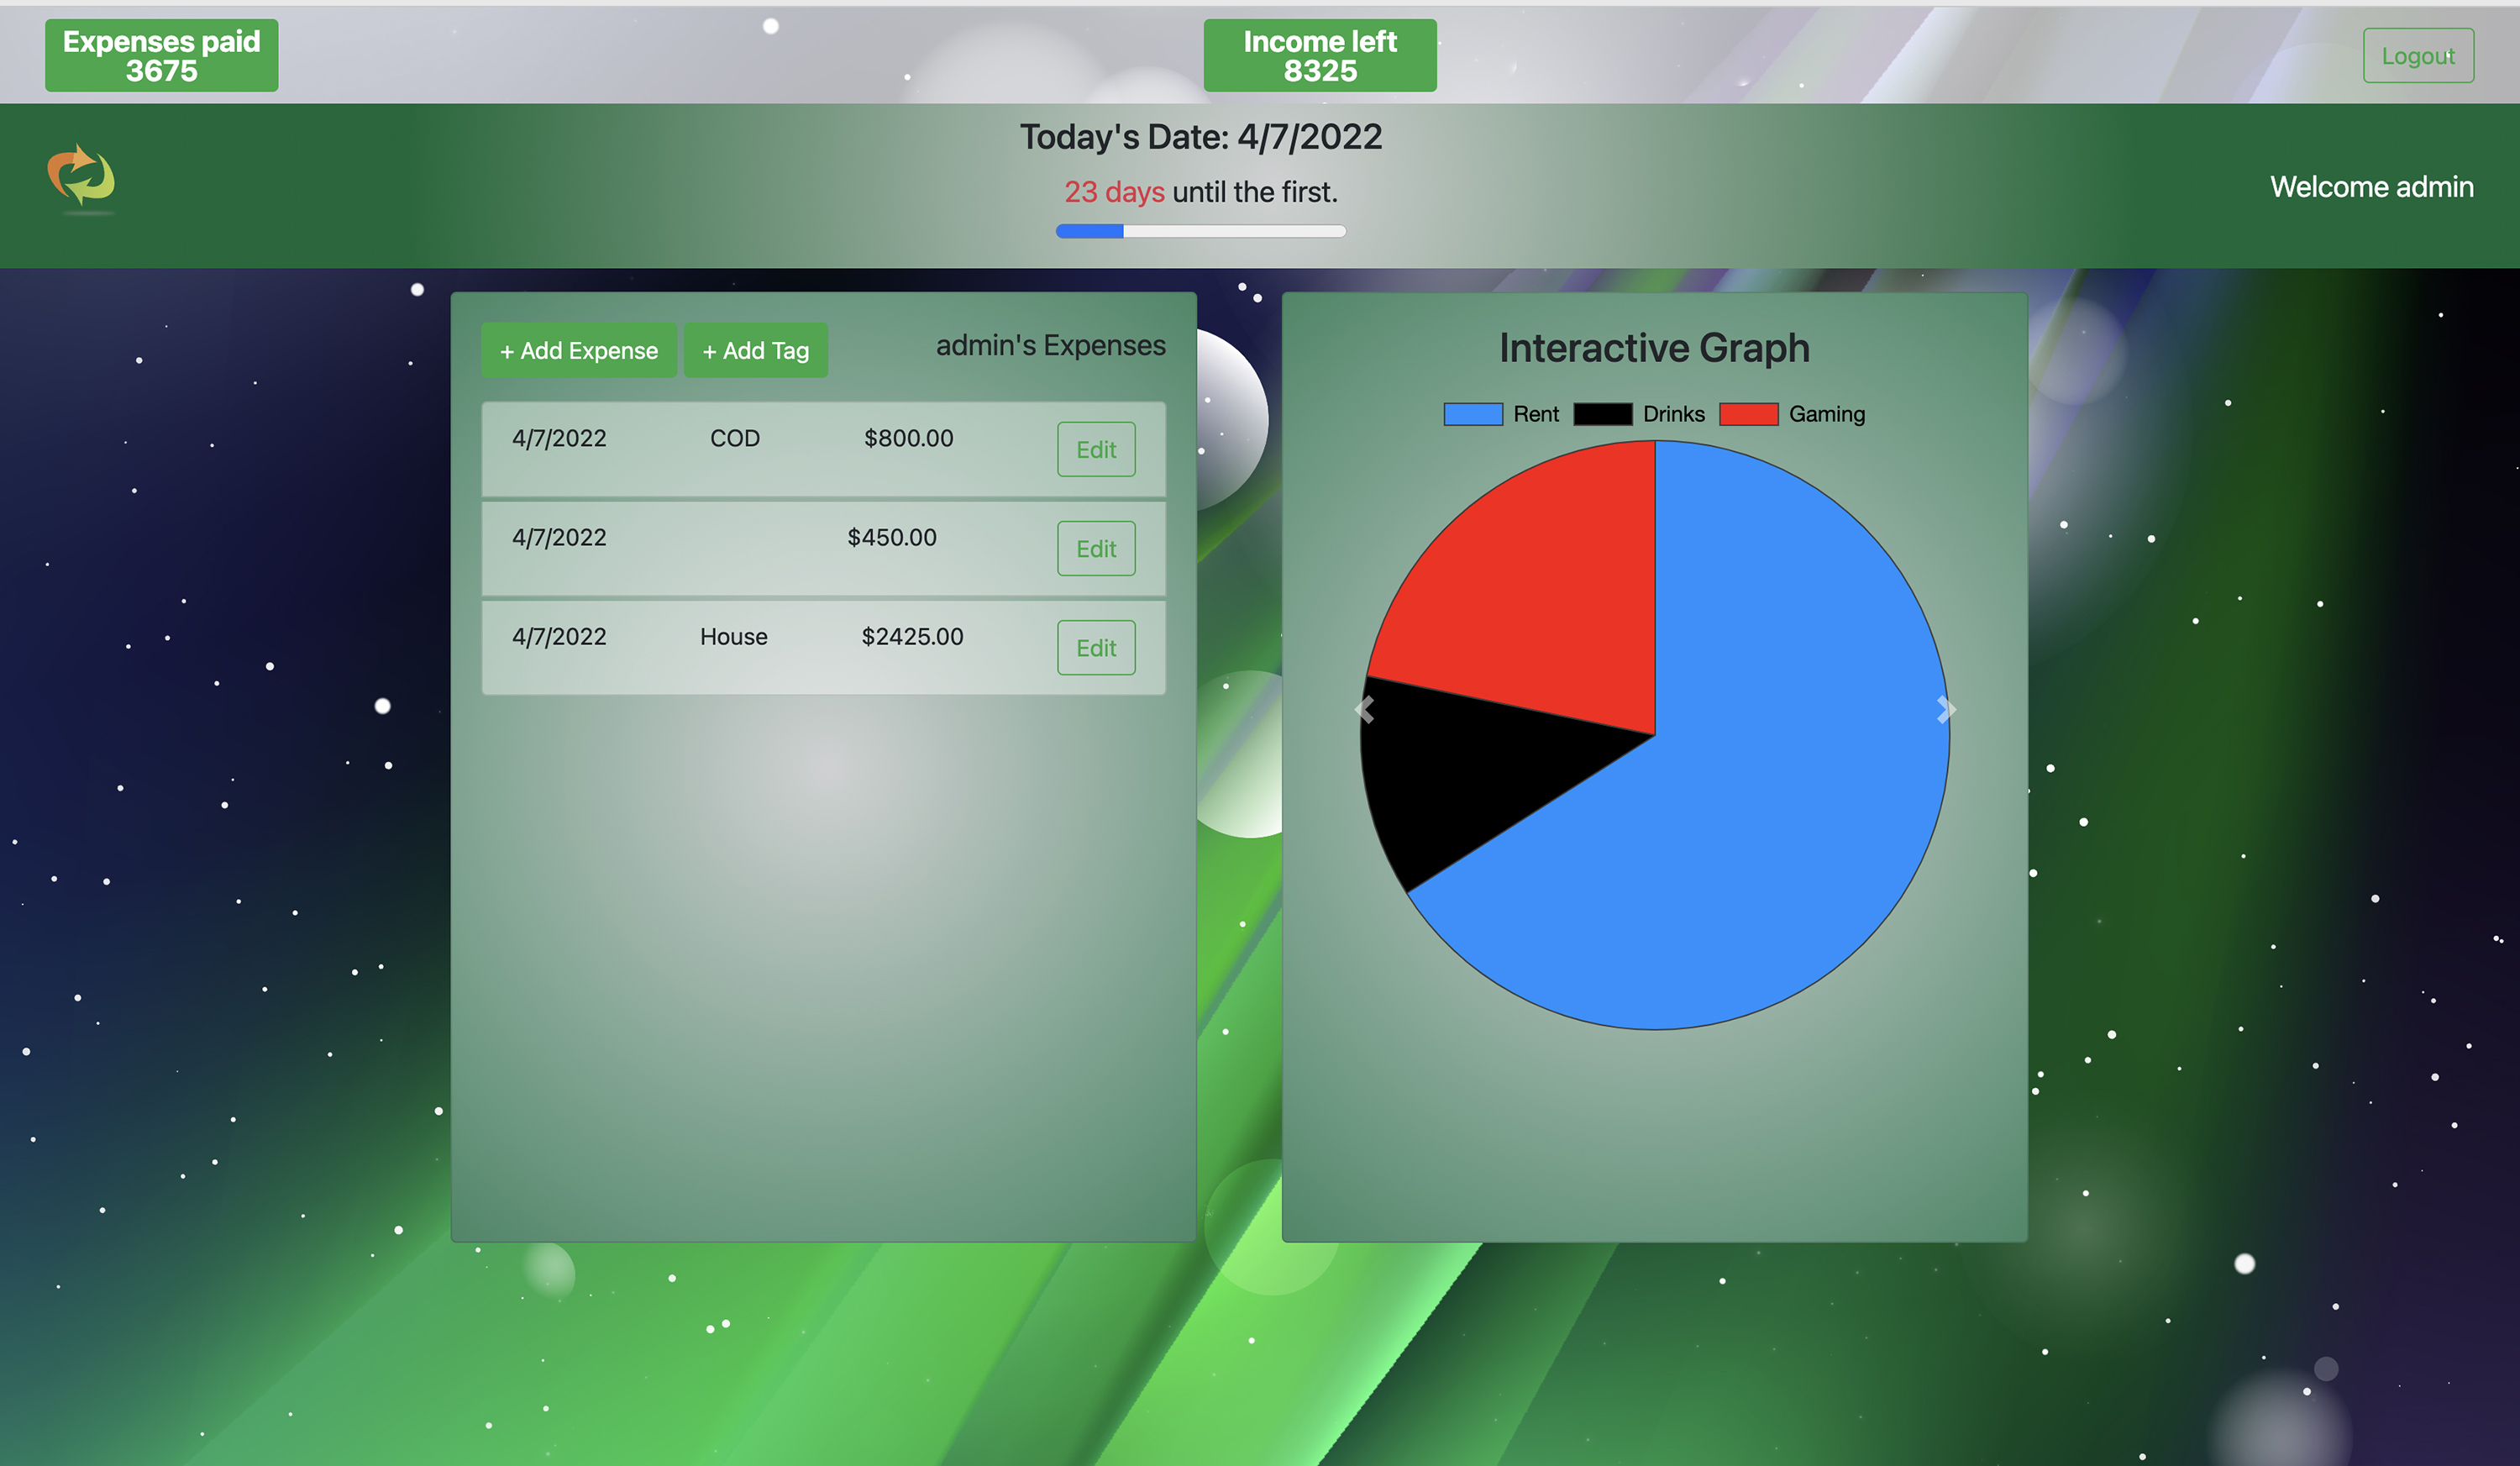 Expenses paid
3675
Income left
8325
Logout
Today's Date: 4/7/2022
23 days until the first.
Welcome admin
+ Add Expense + Add Tag admin's Expenses
4/7/2022 COD $800.00 Edit
4/7/2022 $450.00 Edit
4/7/2022 House $2425.00 Edit
Interactive Graph
Rent Drinks Gaming